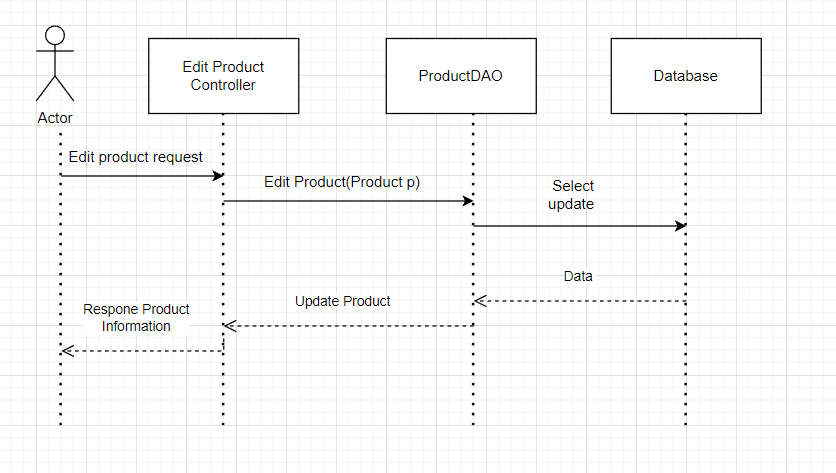 Edit Product
Controller
ProductDAO
Database
Actor
Edit product request
Edit Product(Product p)
Select
update
Data
Update Product
Respone Product
Information